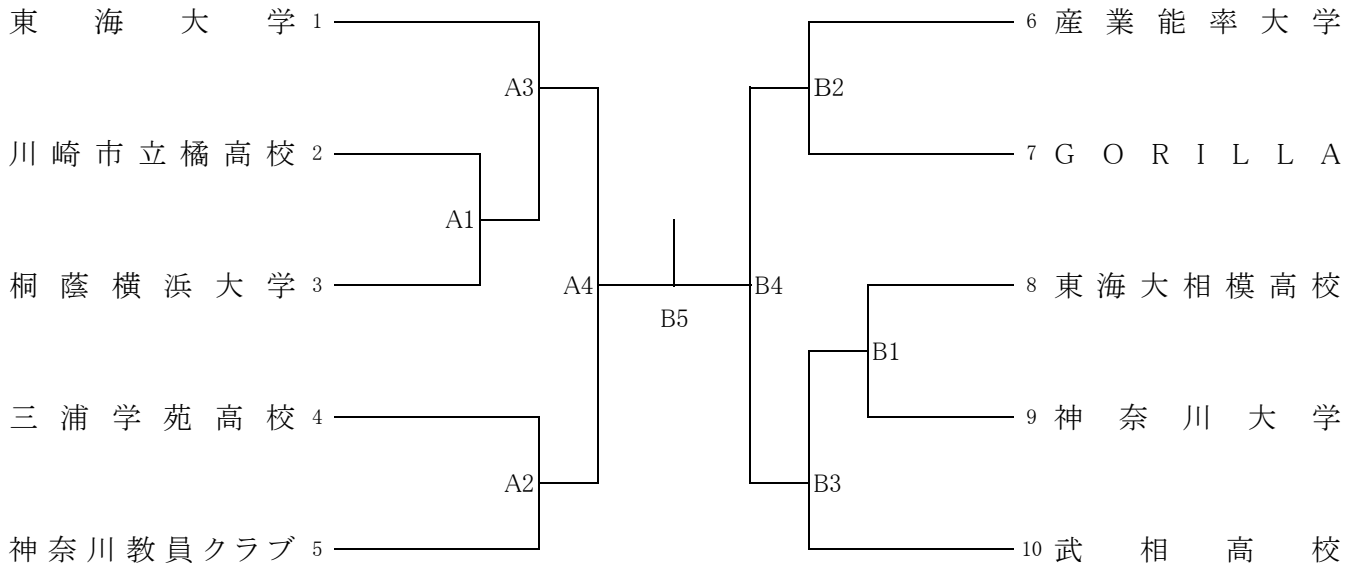 東海大学 1
6 産業能率大学
A3
B2
川崎市立橘高校 2
7 GORILLA
A1
桐蔭横浜大学 3
A4
B4
8 東海大相模高校
B5
B1
三浦学苑高校 4
9 神奈川大学
A2
B3
神奈川教員クラブ 5
10 武相高校